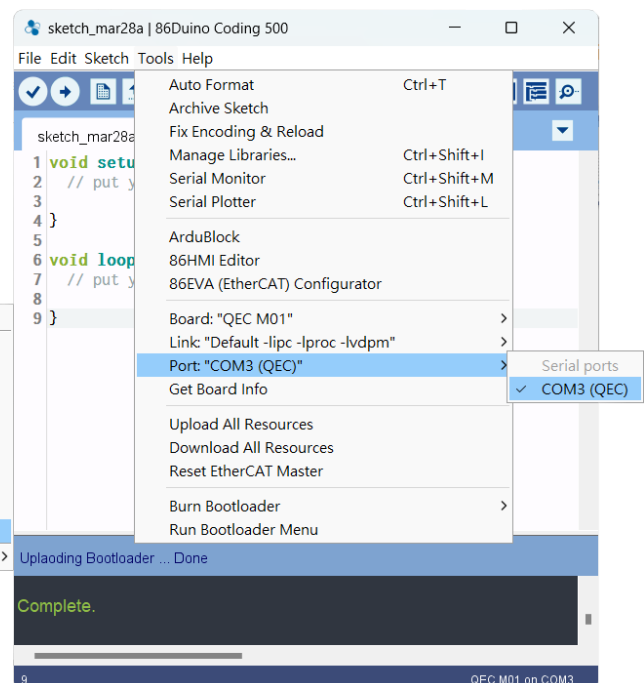 sketch_mar28a | 86Duino Coding 500
File Edit Sketch Tools Help
sketch_mar28a
1 void setu
2 // put y
3
4 }
5
6 void loop
7 // put y
8
9 }
Auto Format Ctrl+T
Archive Sketch
Fix Encoding & Reload
Manage Libraries... Ctrl+Shift+I
Serial Monitor Ctrl+Shift+M
Serial Plotter Ctrl+Shift+L
ArduBlock
86HMI Editor
86EVA (EtherCAT) Configurator
Board: "QEC M01"
Link: "Default -lipc -lproc -lvdpm"
Port: "COM3 (QEC)"
Get Board Info
Upload All Resources
Download All Resources
Reset EtherCAT Master
Burn Bootloader
Run Bootloader Menu
Serial ports
COM3 (QEC)
Uplaoding Bootloader ... Done
Complete.
9 QEC M01 on COM3